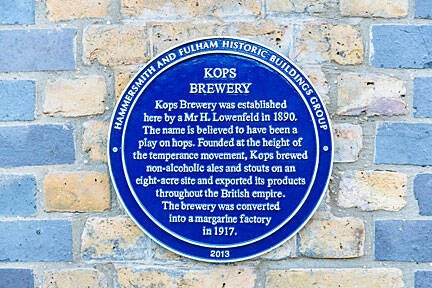 HAMMERSMITH AND FULHAM HISTORIC BUILDINGS GROUP
KOPS
BREWERY
Kops Brewery was established
here by a Mr H. Lowenfeld in 1890.
The name is believed to have been a
play on hops. Founded at the height of
the temperance movement, Kops brewed
non-alcoholic ales and stouts on an
eight-acre site and exported its products
throughout the British empire.
The brewery was converted
into a margarine factory
in 1917.
2013